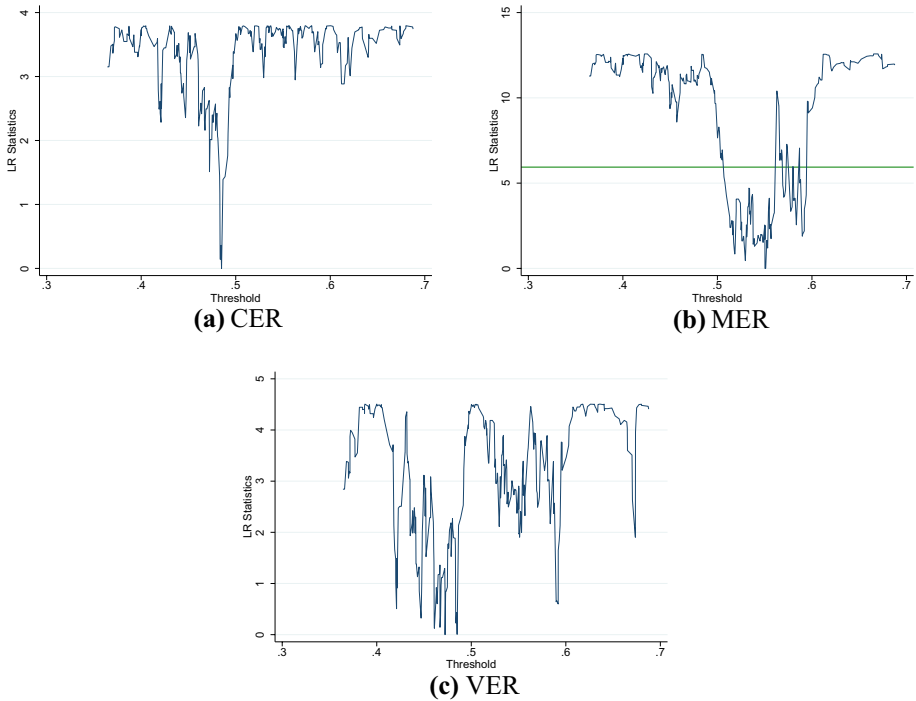 4
3
2
1
0
LR Statistics
.3 .4 .5 .6 .7
Threshold
(a) CER
15
10
5
0
LR Statistics
.3 .4 .5 .6 .7
Threshold
(b) MER
5
4
3
2
1
0
LR Statistics
.3 .4 .5 .6 .7
Threshold
(c) VER